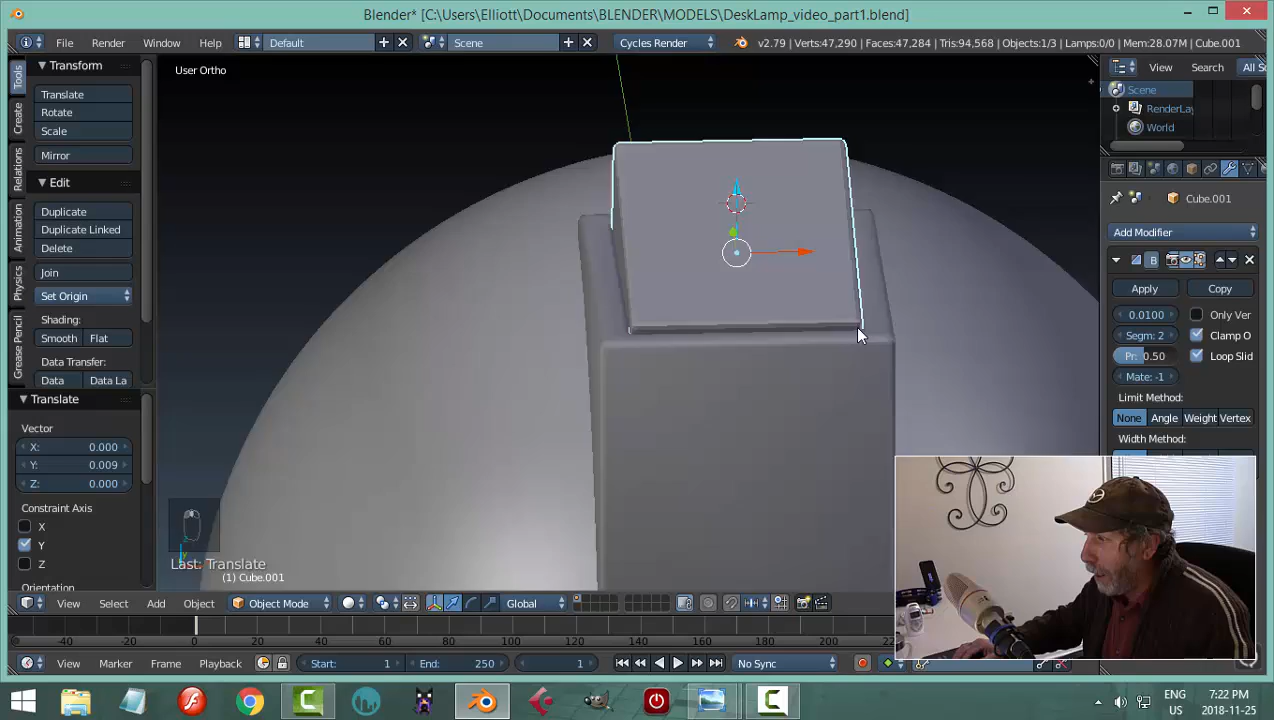 Blender* [C:\Users\Elliott\Documents\BLENDER\MODELS\DeskLamp_video_part1.blend]
File Render Window Help Default Scene Cycles Render v2.79 | Verts:47,290 | Faces:47,284 | Tris:94,568 | Objects:1/3 | Lamps:0/0 | Mem:28.07M | Cube.001
Tools
Create
Relations
Animation
Physics
Grease Pencil
Transform
Translate
Rotate
Scale
Mirror
Edit
Duplicate
Duplicate Linked
Delete
Join
Set Origin
Shading:
Smooth Flat
Data Transfer:
Data Data La
Translate
Vector
X: 0.000
Y: 0.009
Z: 0.000
Constraint Axis
X
Y
Z
Orientation
User Ortho
Last: Translate
(1) Cube.001
View Search All S
Scene
RenderLay
World
Cube.001
Add Modifier
B
Apply Copy
0.0100 Only Ver
Segm: 2 Clamp O
Pr: 0.50 Loop Slid
Mate: -1
Limit Method:
None Angle Weight Vertex
Width Method:
View Select Add Object Object Mode Global
-40 -20 0 20 40 60 80 100 120 140 160 180 200
View Marker Frame Playback Start: 1 End: 250 1 No Sync
ENG
US
7:22 PM
2018-11-25